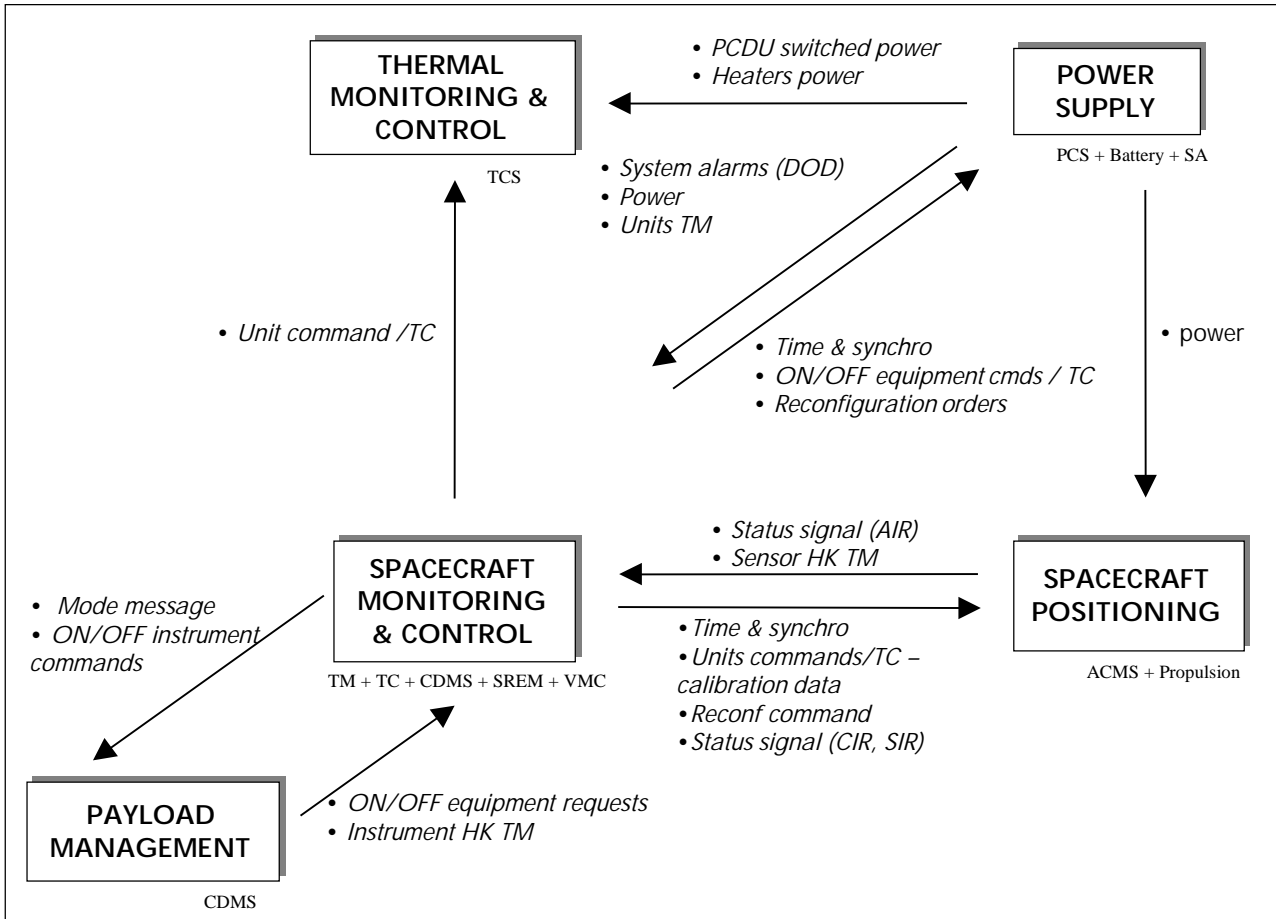 • PCDU switched power
• Heaters power
THERMAL
MONITORING &
CONTROL
TCS
POWER
SUPPLY
PCS + Battery + SA
• System alarms (DOD)
• Power
• Units TM
• Unit command /TC
• Time & synchro
• ON/OFF equipment cmds / TC
• Reconfiguration orders
• power
• Status signal (AIR)
• Sensor HK TM
SPACECRAFT
MONITORING
& CONTROL
TM + TC + CDMS + SREM + VMC
SPACECRAFT
POSITIONING
ACMS + Propulsion
• Mode message
• ON/OFF instrument
commands
•Time & synchro
•Units commands/TC –
calibration data
•Reconf command
•Status signal (CIR, SIR)
PAYLOAD
MANAGEMENT
CDMS
• ON/OFF equipment requests
• Instrument HK TM